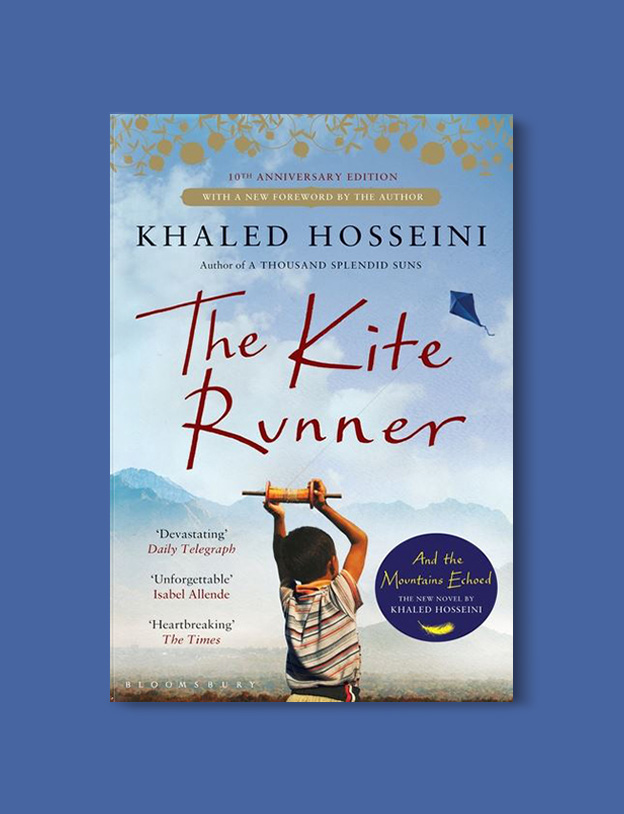 10TH ANNIVERSARY EDITION
WITH A NEW FOREWORD BY THE AUTHOR
KHALED HOSSEINI
Author of A THOUSAND SPLENDID SUNS
The Kite
Runner
‘Devastating’
Daily Telegraph
‘Unforgettable’
Isabel Allende
‘Heartbreaking’
The Times
And the
Mountains Echoed
THE NEW NOVEL BY
KHALED HOSSEINI
BLOOMSBURY